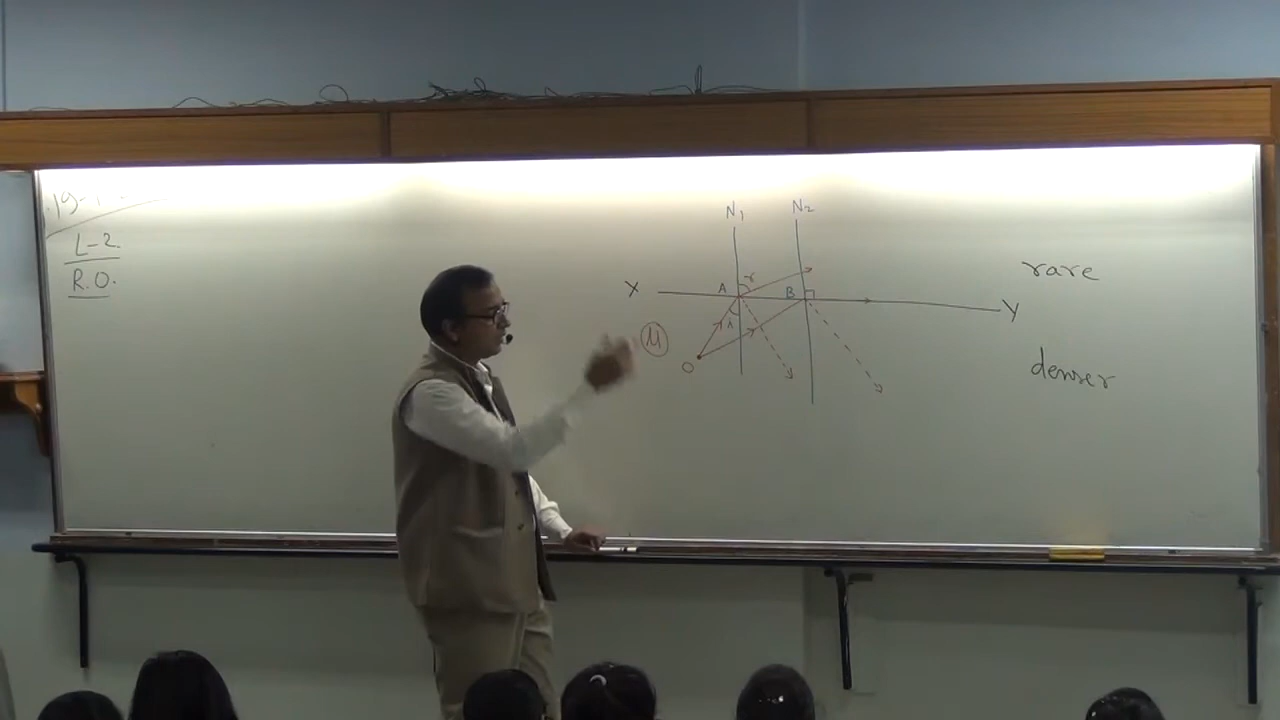 L-2.
R.O.
N₁ N₂
rare
r
X A B Y
i
M
O
denser